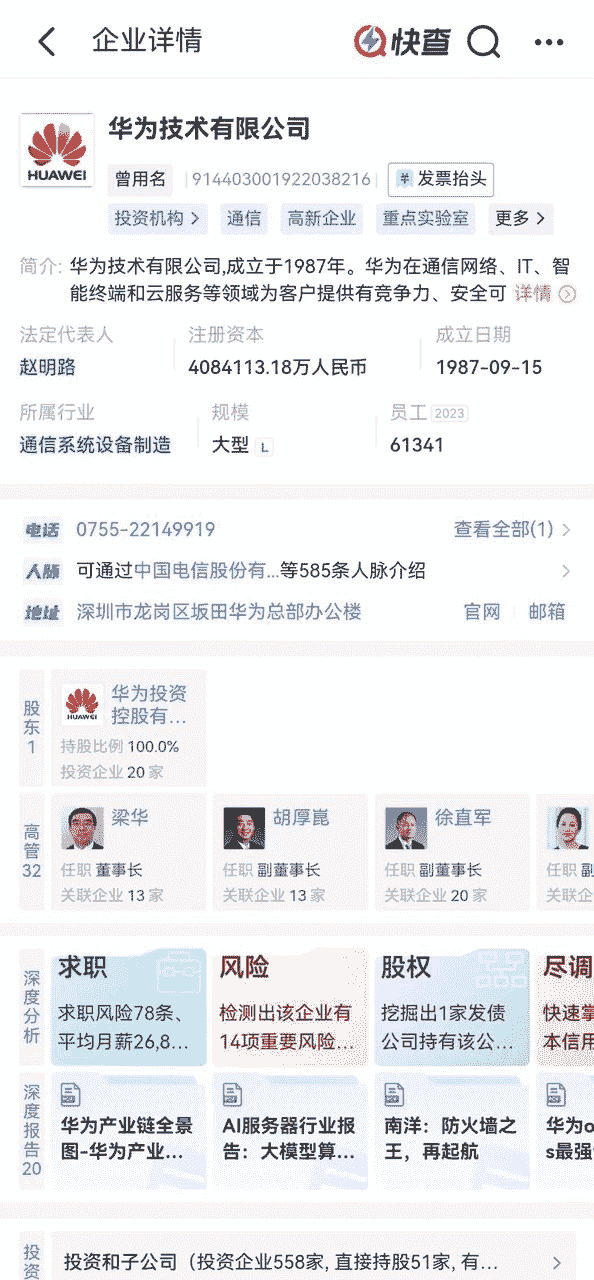 企业详情
快查
华为技术有限公司
HUAWEI
曾用名 914403001922038216 发票抬头
投资机构 通信 高新企业 重点实验室 更多
简介: 华为技术有限公司,成立于1987年。华为在通信网络、IT、智
能终端和云服务等领域为客户提供有竞争力、安全可 详情
法定代表人 注册资本 成立日期
赵明路 4084113.18万人民币 1987-09-15
所属行业 规模 员工 2023
通信系统设备制造 大型 L 61341
电话 0755-22149919 查看全部(1)
人脉 可通过中国电信股份有...等585条人脉介绍
地址 深圳市龙岗区坂田华为总部办公楼 官网 邮箱
股东1
HUAWEI
华为投资
控股有...
持股比例 100.0%
投资企业 20 家
高管32
梁华 胡厚崑 徐直军
任职 董事长 任职 副董事长 任职 副董事长 任职 副
关联企业 13 家 关联企业 13 家 关联企业 20 家 关联企
深度分析
求职 风险 股权 尽调
求职风险78条、 检测出该企业有 挖掘出1家发债 快速掌
平均月薪26,8... 14项重要风险... 公司持有该公... 本信用
深度报告20
华为产业链全景 AI服务器行业报 南洋：防火墙之 华为o
图-华为产业... 告：大模型算... 王，再起航 s最强
投资
投资和子公司（投资企业558家, 直接持股51家, 有...